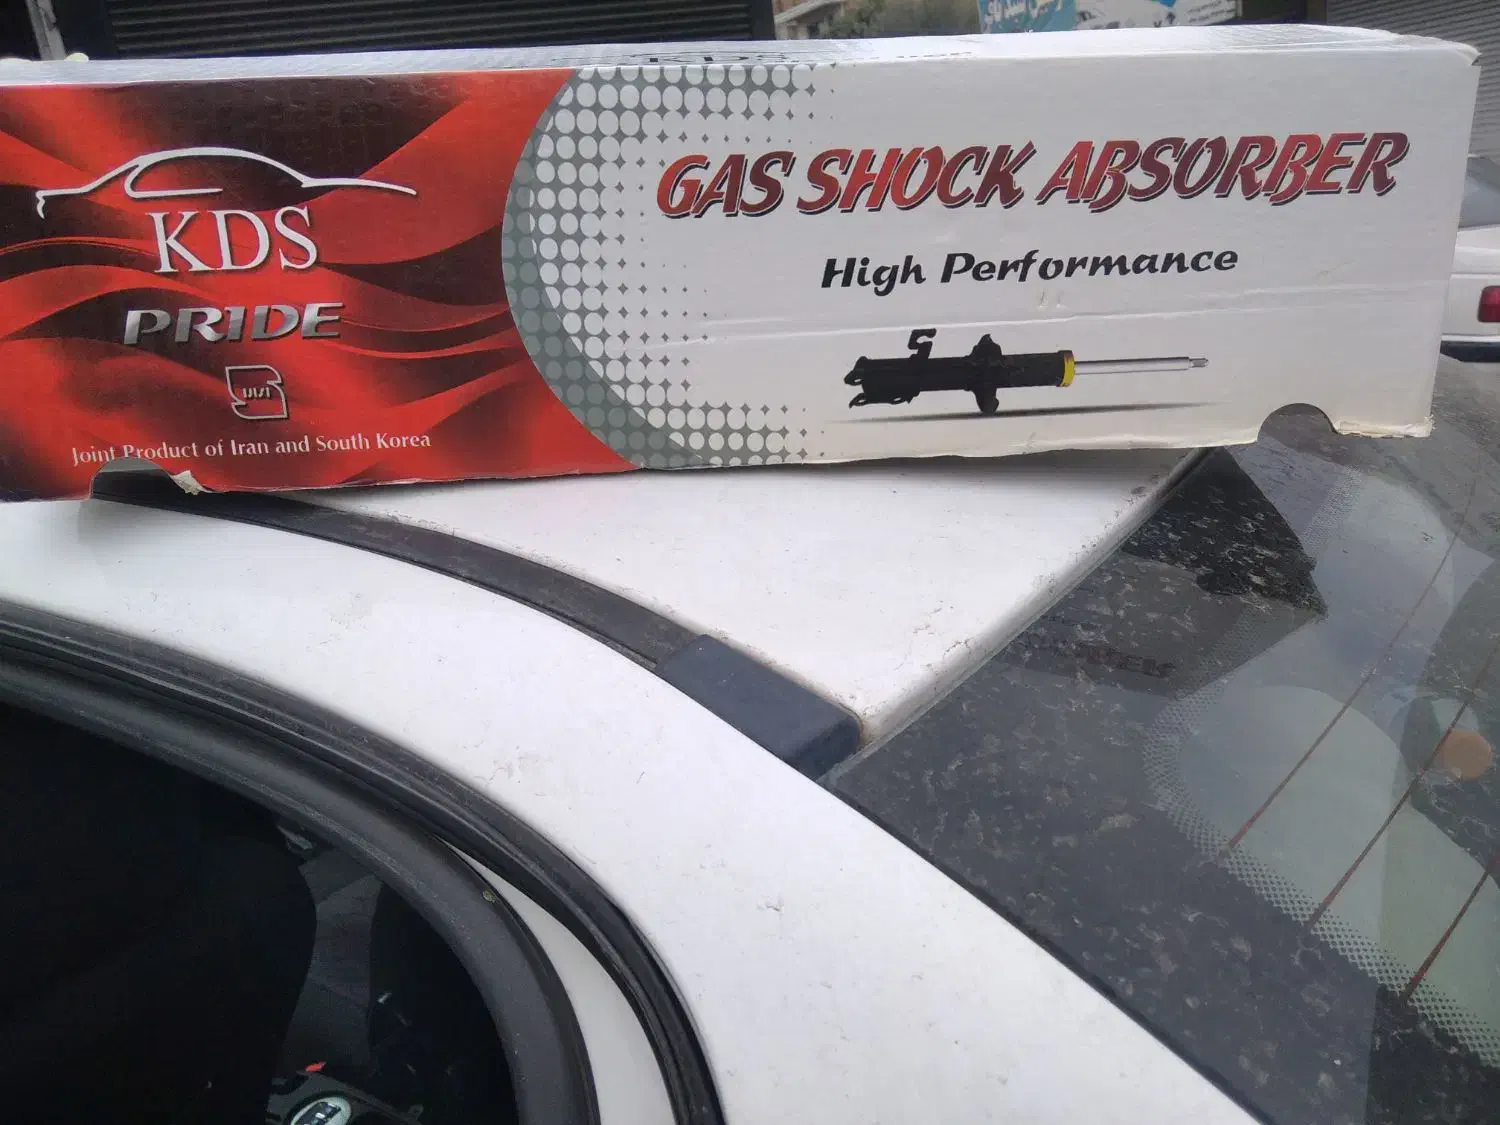 KDS
PRIDE
Joint Product of Iran and South Korea
GAS SHOCK ABSORBER
High Performance